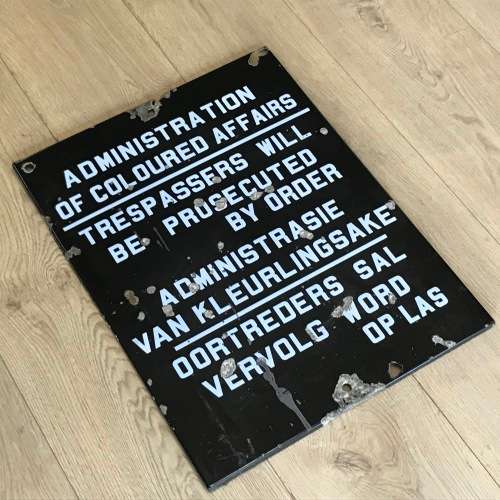 ADMINISTRATION
OF COLOURED AFFAIRS
TRESPASSERS WILL
BE PROSECUTED
BY ORDER
ADMINISTRASIE
VAN KLEURLINGSAKE
OORTREDERS SAL
VERVOLG WORD
OP LAS